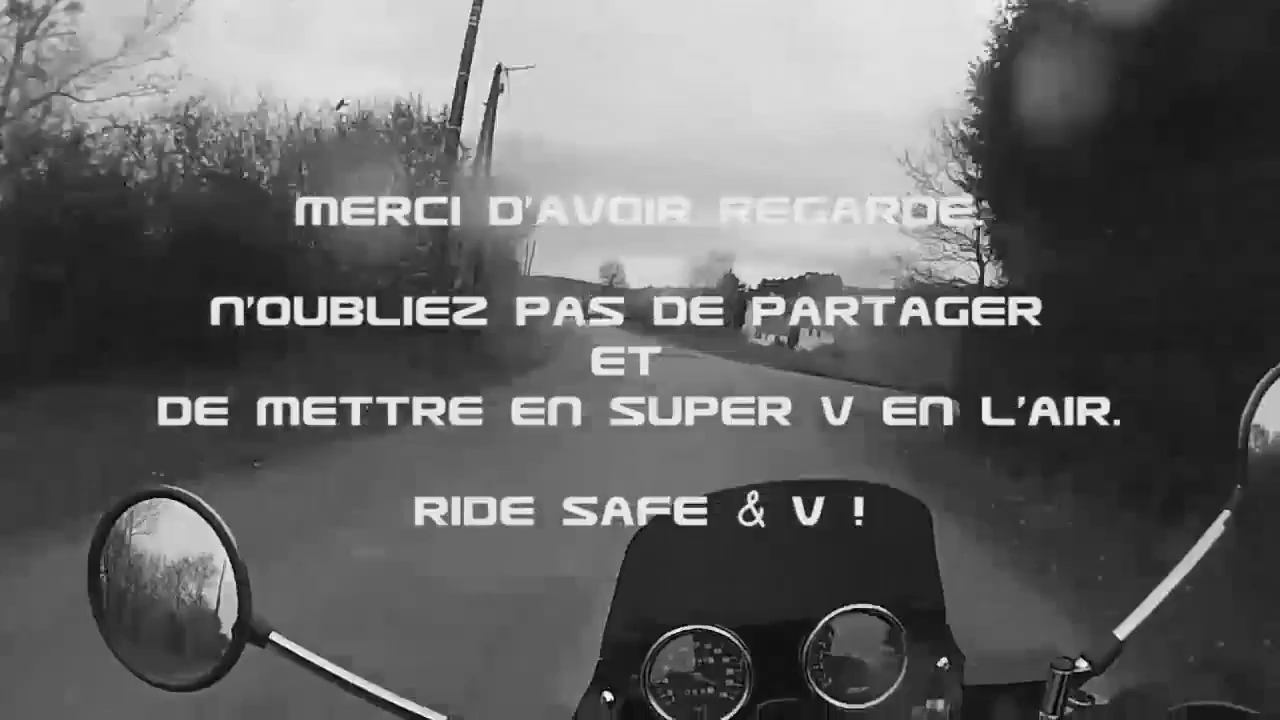 MERCI D'AVOIR REGARDE.
N'OUBLIEZ PAS DE PARTAGER
ET
DE METTRE EN SUPER V EN L'AIR.
RIDE SAFE & V !